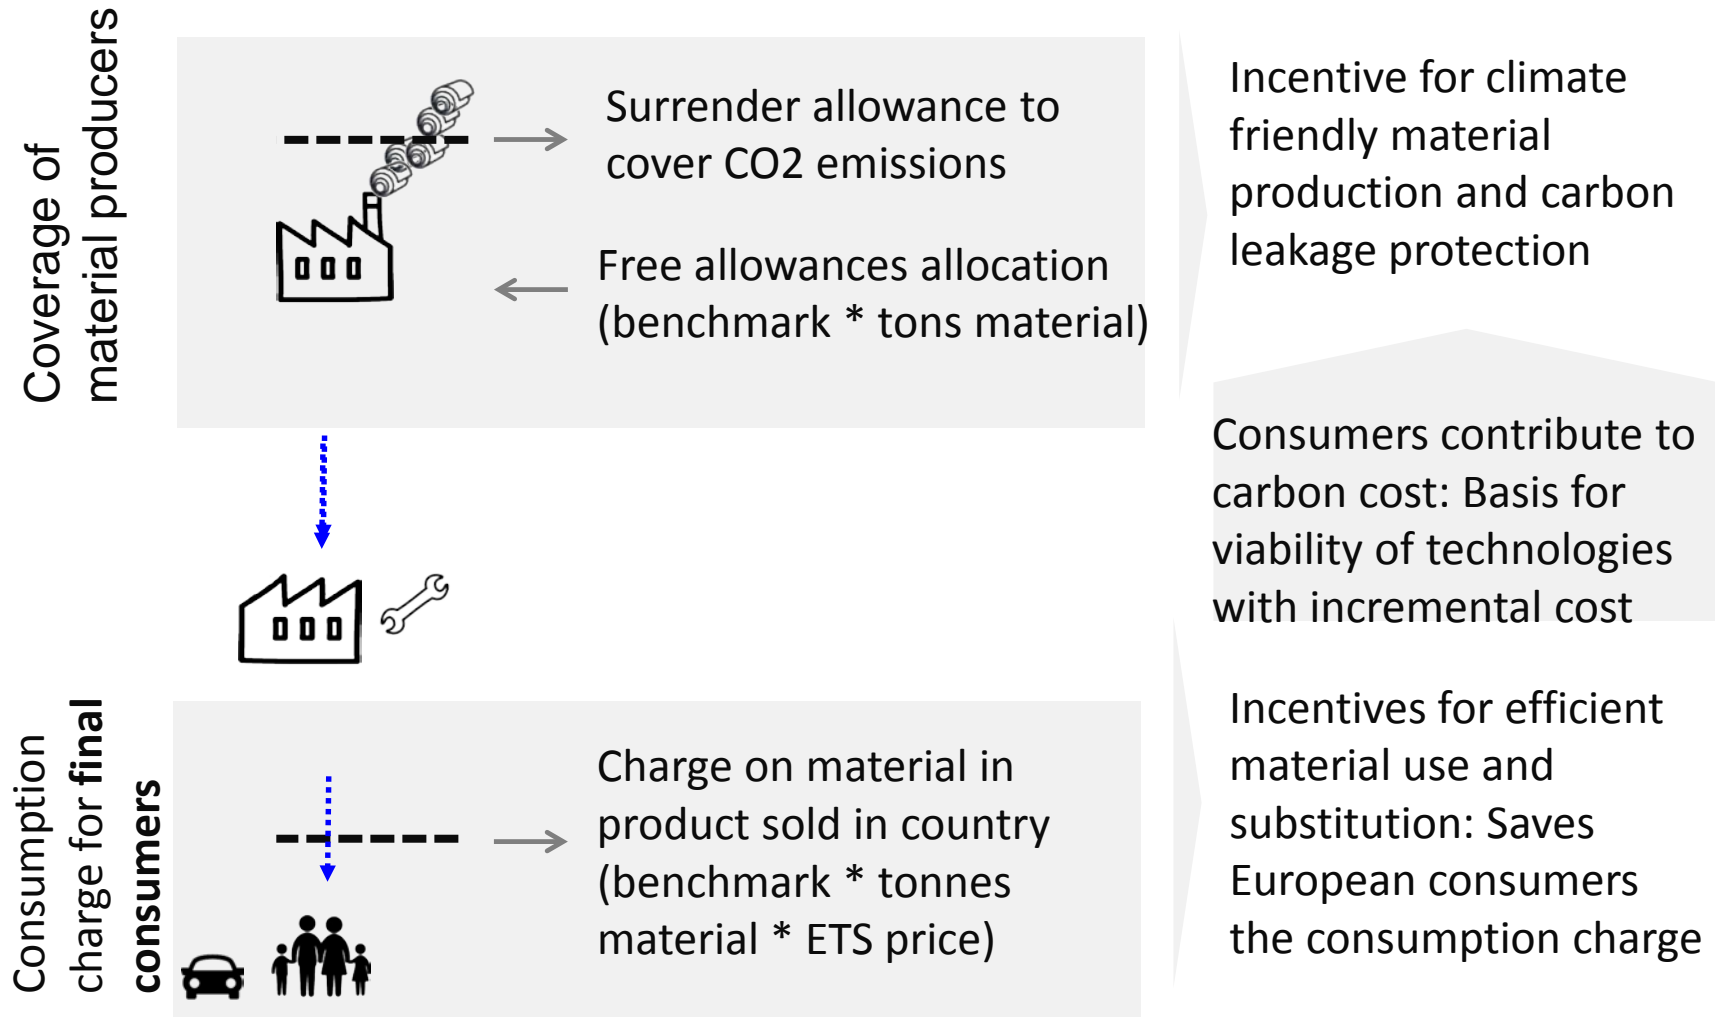 Coverage of
material producers
Surrender allowance to
cover CO2 emissions
Free allowances allocation
(benchmark * tons material)
Incentive for climate
friendly material
production and carbon
leakage protection
Consumers contribute to
carbon cost: Basis for
viability of technologies
with incremental cost
Consumption
charge for final
consumers
Charge on material in
product sold in country
(benchmark * tonnes
material * ETS price)
Incentives for efficient
material use and
substitution: Saves
European consumers
the consumption charge